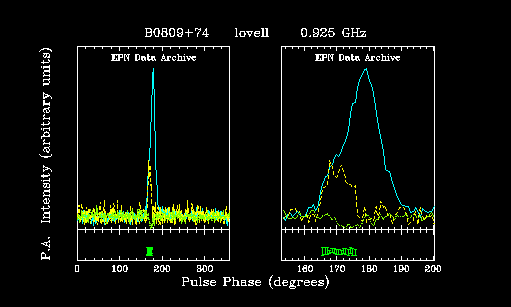 B0809+74 lovell 0.925 GHz
EPN Data Archive EPN Data Archive
Intensity (arbitrary units)
P.A.
0 100 200 300 160 170 180 190 200
Pulse Phase (degrees)